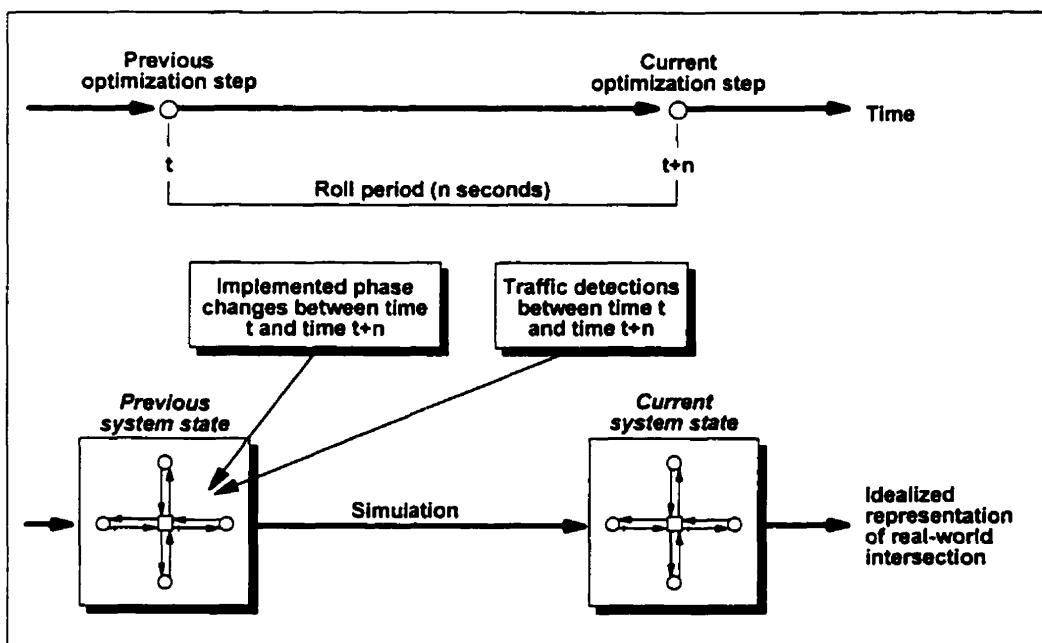 Previous
optimization step
Current
optimization step
Time
t
t+n
Roll period (n seconds)
Implemented phase
changes between time
t and time t+n
Traffic detections
between time t
and time t+n
Previous
system state
Current
system state
Simulation
Idealized
representation
of real-world
intersection